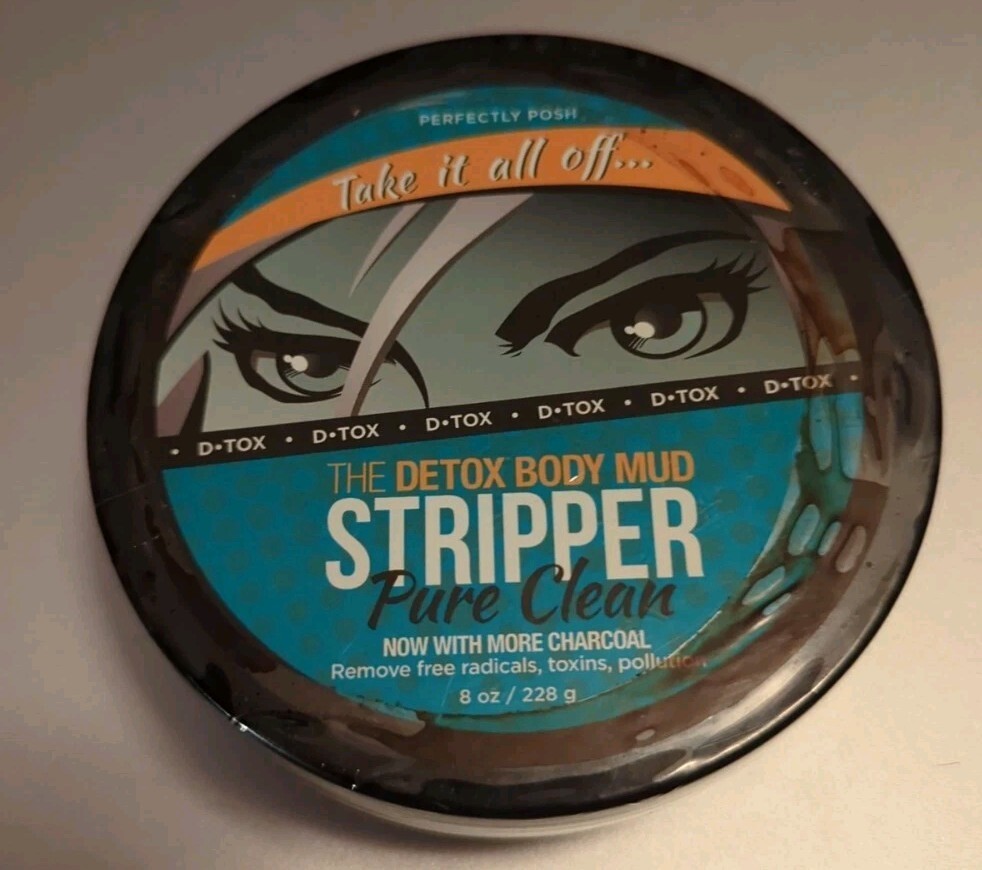 PERFECTLY POSH
Take it all off...
• D•TOX • D•TOX • D•TOX • D•TOX • D•TOX • D•TOX •
THE DETOX BODY MUD
STRIPPER
Pure Clean
NOW WITH MORE CHARCOAL
Remove free radicals, toxins, pollution
8 oz / 228 g